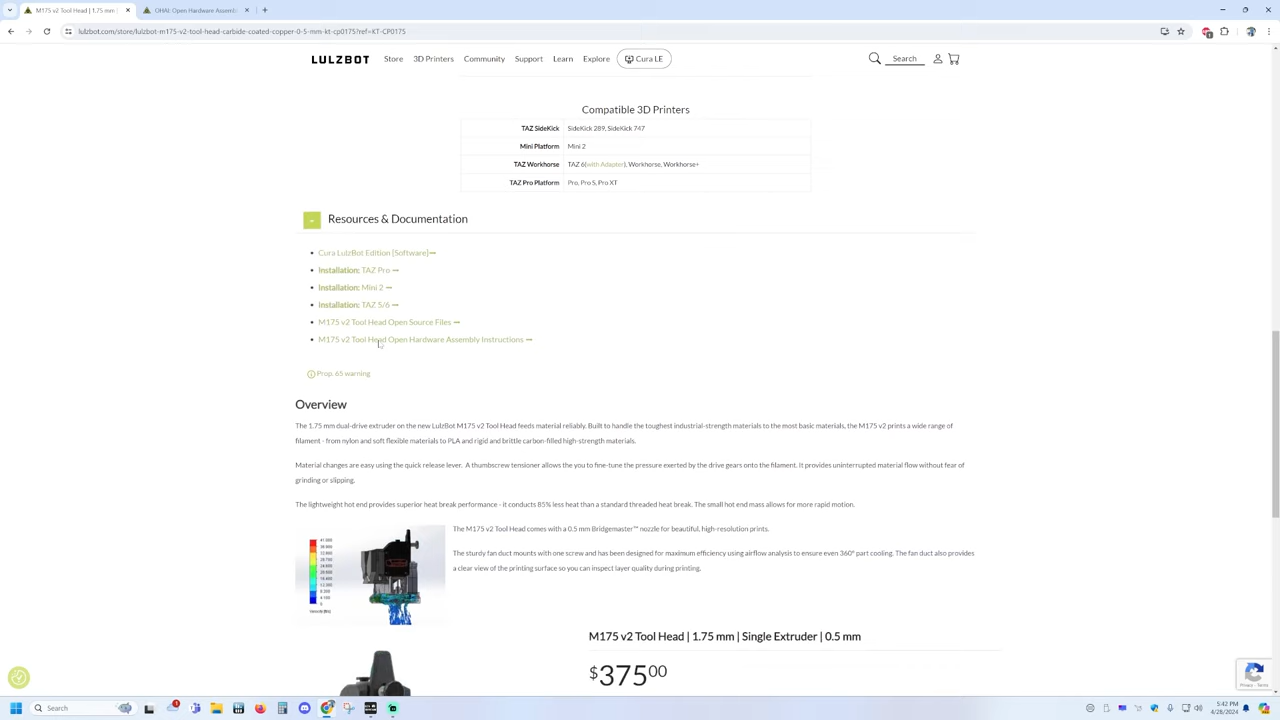 M175 v2 Tool Head | 1.75 mm |
OHAI: Open Hardware Assembl
lulzbot.com/store/lulzbot-m175-v2-tool-head-carbide-coated-copper-0-5-mm-kt-cp0175?ref=KT-CP0175
LULZBOT Store 3D Printers Community Support Learn Explore Cura LE Search
Compatible 3D Printers
TAZ SideKick SideKick 289, SideKick 747
Mini Platform Mini 2
TAZ Workhorse TAZ 6(with Adapter), Workhorse, Workhorse+
TAZ Pro Platform Pro, Pro S, Pro XT
Resources & Documentation
Cura LulzBot Edition [Software]
Installation: TAZ Pro
Installation: Mini 2
Installation: TAZ 5/6
M175 v2 Tool Head Open Source Files
M175 v2 Tool Head Open Hardware Assembly Instructions
Prop. 65 warning
Overview
The 1.75 mm dual-drive extruder on the new LulzBot M175 v2 Tool Head feeds material reliably. Built to handle the toughest industrial-strength materials to the most basic materials, the M175 v2 prints a wide range of
filament - from nylon and soft flexible materials to PLA and rigid and brittle carbon-filled high-strength materials.
Material changes are easy using the quick release lever. A thumbscrew tensioner allows the you to fine-tune the pressure exerted by the drive gears onto the filament. It provides uninterrupted material flow without fear of
grinding or slipping.
The lightweight hot end provides superior heat break performance - it conducts 85% less heat than a standard threaded heat break. The small hot end mass allows for more rapid motion.
The M175 v2 Tool Head comes with a 0.5 mm Bridgemaster™ nozzle for beautiful, high-resolution prints.
The sturdy fan duct mounts with one screw and has been designed for maximum efficiency using airflow analysis to ensure even 360° part cooling. The fan duct also provides
a clear view of the printing surface so you can inspect layer quality during printing.
M175 v2 Tool Head | 1.75 mm | Single Extruder | 0.5 mm
$37500
Privacy - Terms
Search
5:42 PM
4/28/2024